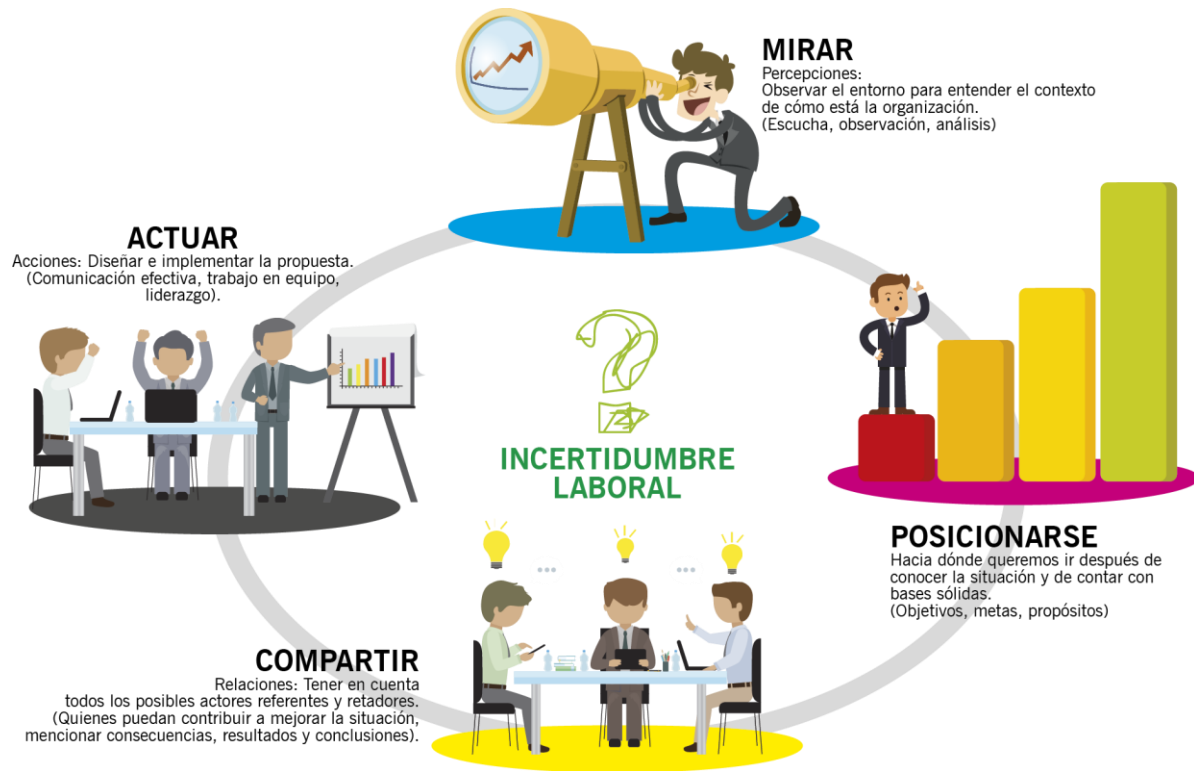 MIRAR
Percepciones:
Observar el entorno para entender el contexto
de cómo está la organización.
(Escucha, observación, análisis)
ACTUAR
Acciones: Diseñar e implementar la propuesta.
(Comunicación efectiva, trabajo en equipo,
liderazgo).
?
INCERTIDUMBRE
LABORAL
POSICIONARSE
Hacia dónde queremos ir después de
conocer la situación y de contar con
bases sólidas.
(Objetivos, metas, propósitos)
COMPARTIR
Relaciones: Tener en cuenta
todos los posibles actores referentes y retadores.
(Quienes puedan contribuir a mejorar la situación,
mencionar consecuencias, resultados y conclusiones).